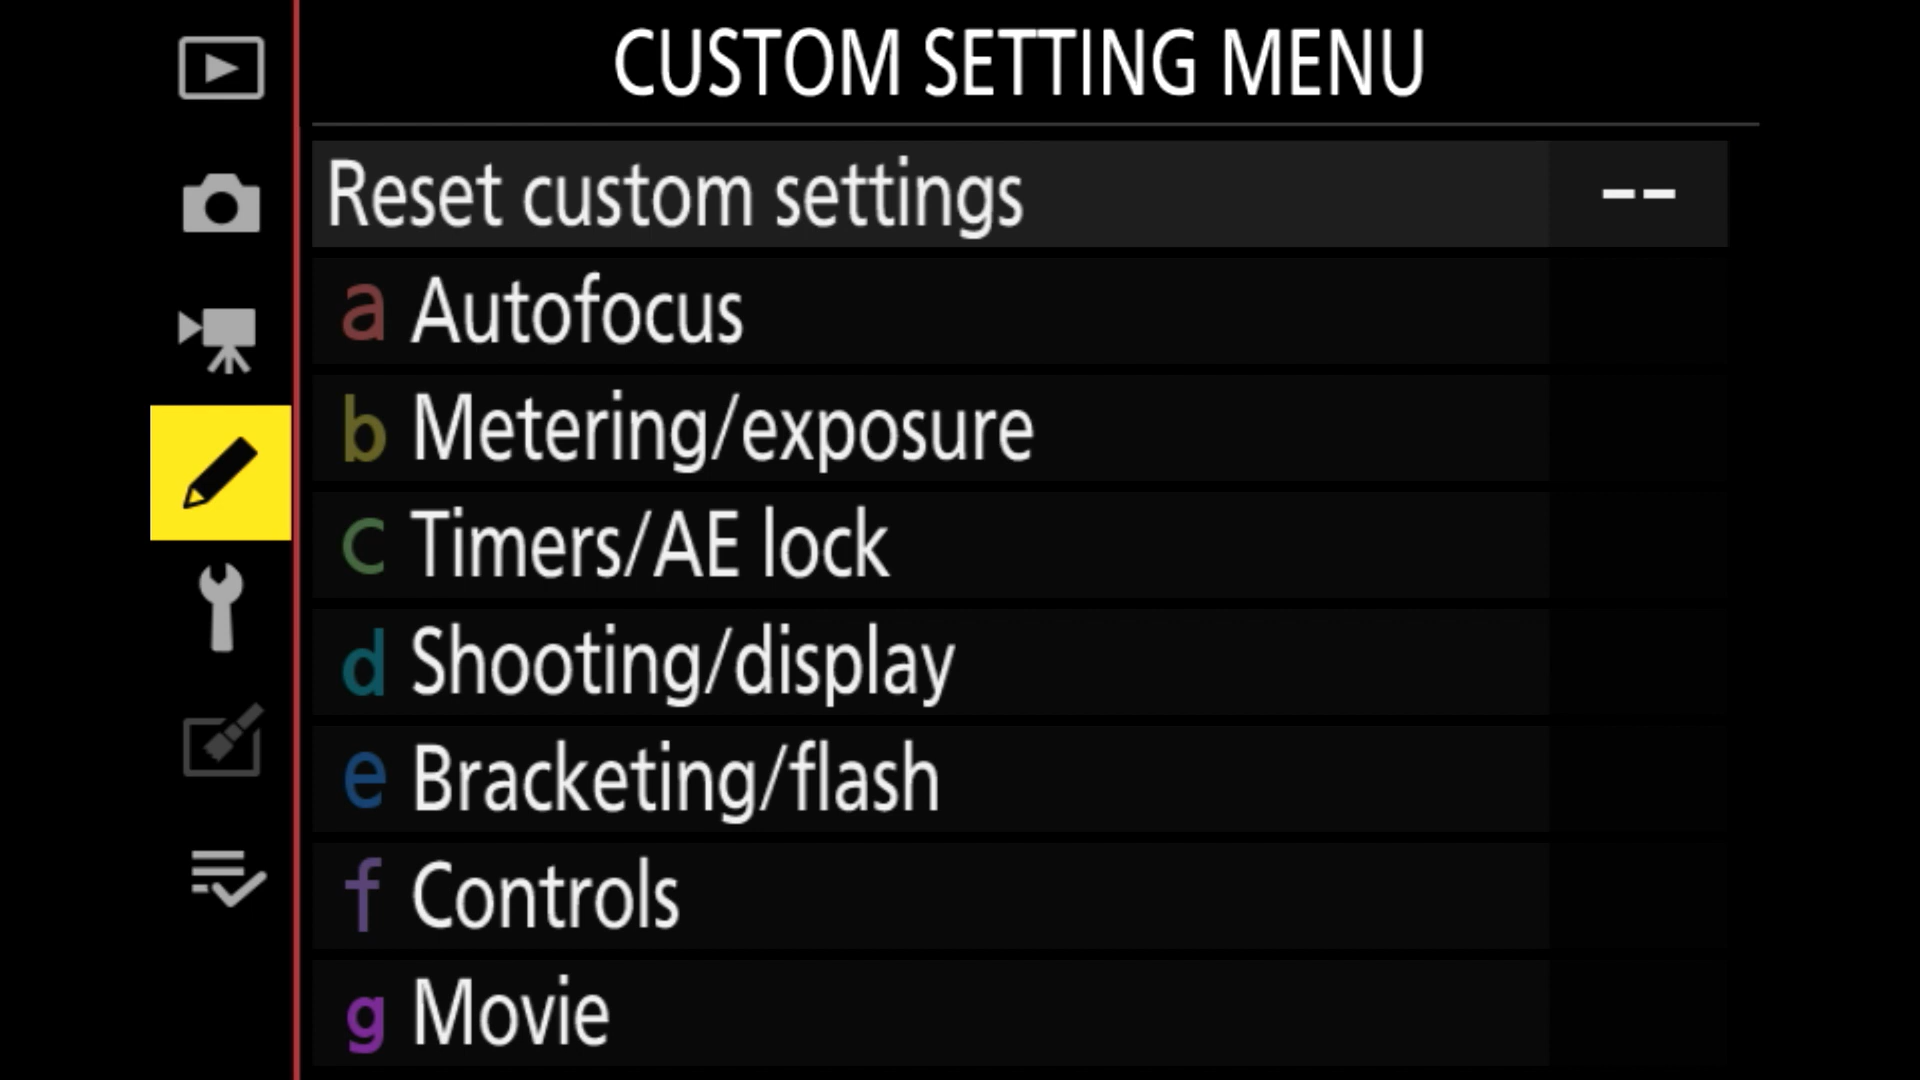 CUSTOM SETTING MENU
Reset custom settings --
a Autofocus
b Metering/exposure
c Timers/AE lock
d Shooting/display
e Bracketing/flash
f Controls
g Movie